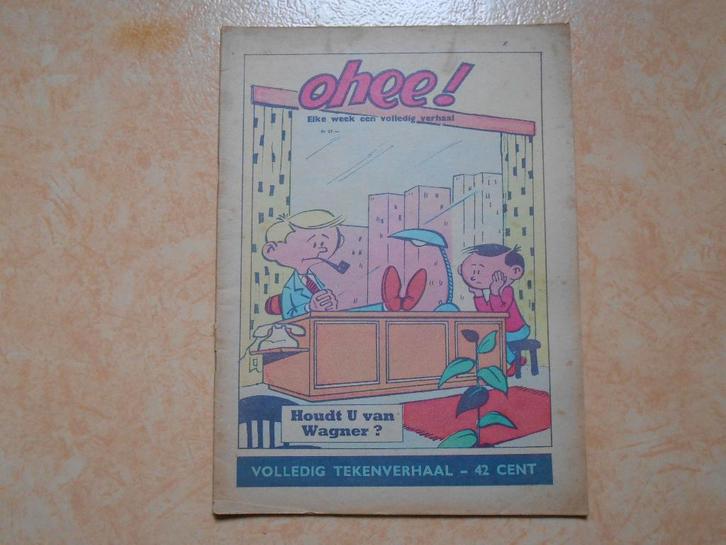 ohee!
Elke week een volledig verhaal
Houdt U van
Wagner ?
VOLLEDIG TEKENVERHAAL – 42 CENT